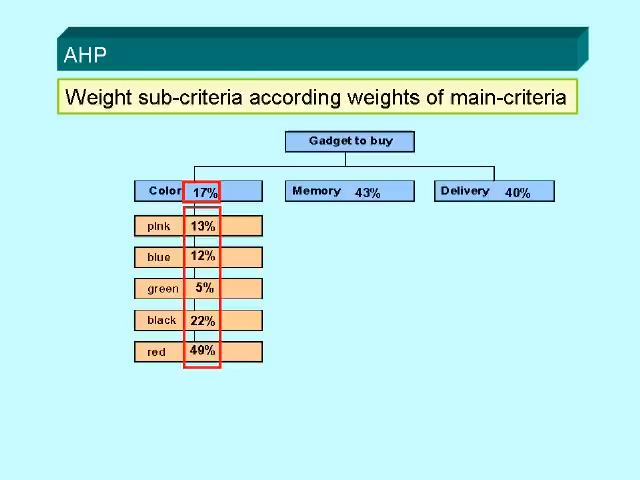 AHP
Weight sub-criteria according weights of main-criteria
Gadget to buy
Color 17%
Memory 43%
Delivery 40%
pink 13%
blue 12%
green 5%
black 22%
red 49%